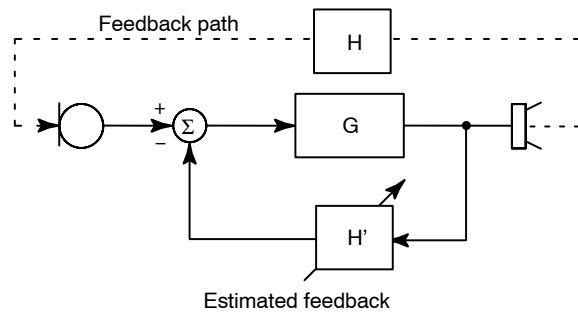 Feedback path
H
+
Σ
−
G
H'
Estimated feedback